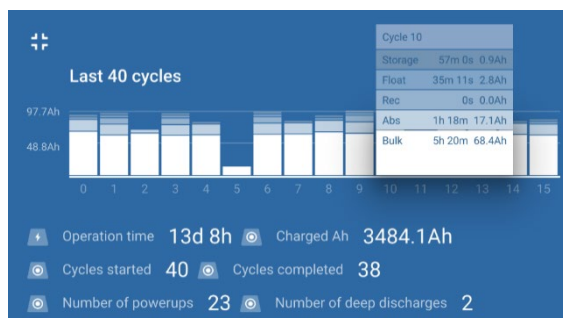 Cycle 10
Storage 57m 0s 0.9Ah
Float 35m 11s 2.8Ah
Rec 0s 0.0Ah
Abs 1h 18m 17.1Ah
Bulk 5h 20m 68.4Ah
Last 40 cycles
97.7Ah
48.8Ah
0 1 2 3 4 5 6 7 8 9 10 11 12 13 14 15
Operation time 13d 8h Charged Ah 3484.1Ah
Cycles started 40 Cycles completed 38
Number of powerups 23 Number of deep discharges 2